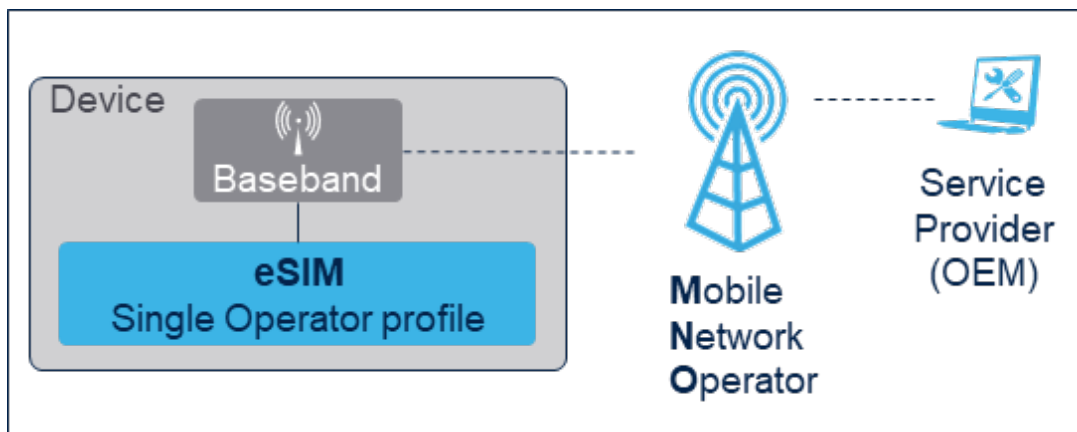 Device
Baseband
eSIM
Single Operator profile
Mobile
Network
Operator
Service
Provider
(OEM)